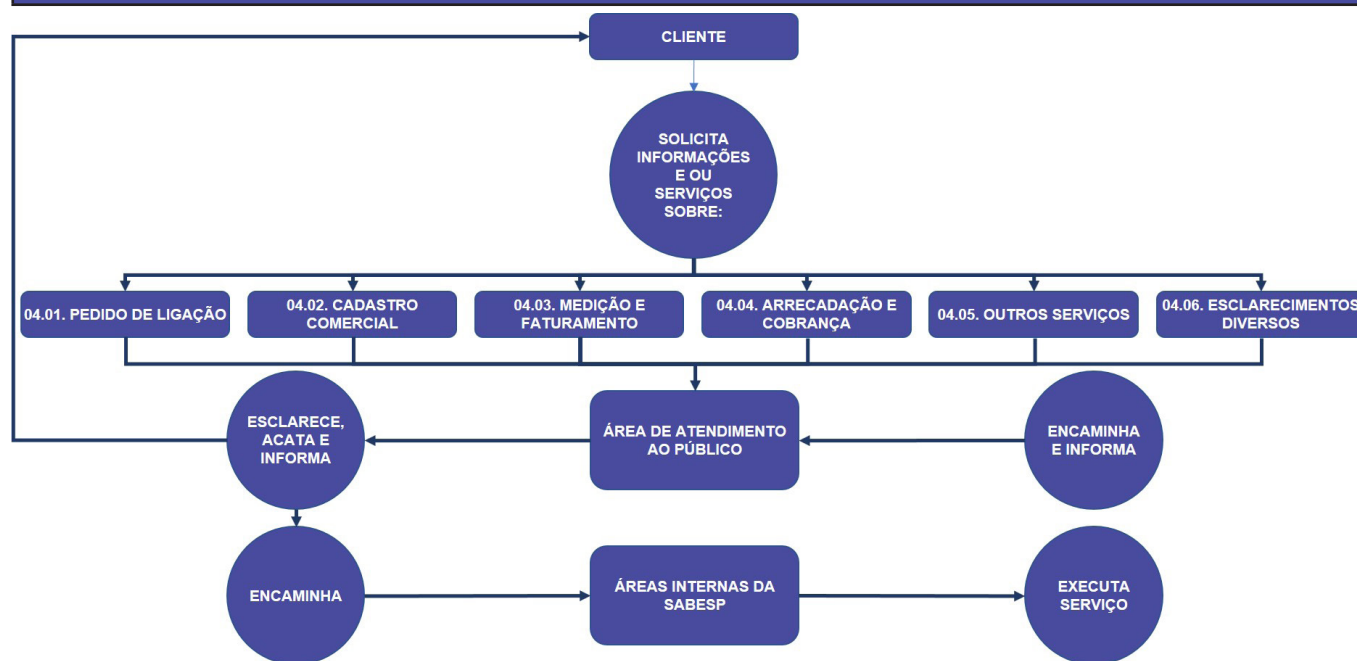 CLIENTE
SOLICITA
INFORMAÇÕES
E OU
SERVIÇOS
SOBRE:
04.01. PEDIDO DE LIGAÇÃO
04.02. CADASTRO
COMERCIAL
04.03. MEDIÇÃO E
FATURAMENTO
04.04. ARRECADAÇÃO E
COBRANÇA
04.05. OUTROS SERVIÇOS
04.06. ESCLARECIMENTOS
DIVERSOS
ESCLARECE,
ACATA E
INFORMA
ÁREA DE ATENDIMENTO
AO PÚBLICO
ENCAMINHA
E INFORMA
ENCAMINHA
ÁREAS INTERNAS DA
SABESP
EXECUTA
SERVIÇO